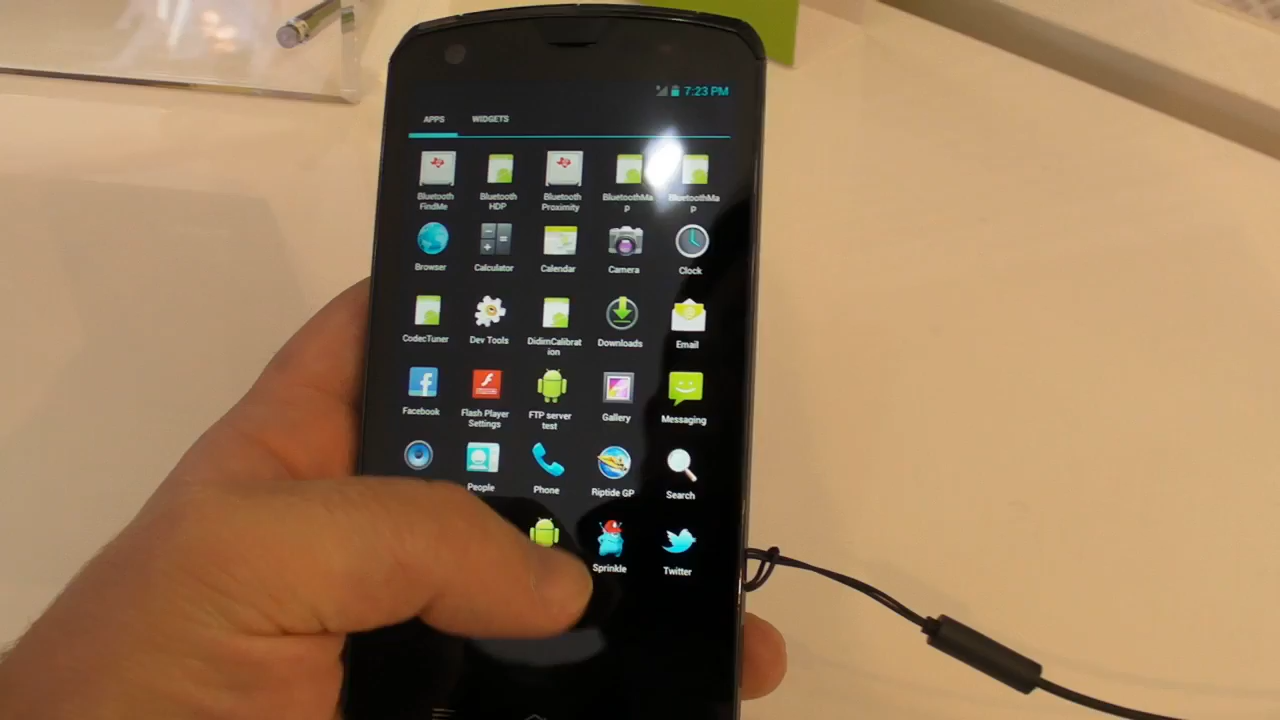 7:23 PM
APPS WIDGETS
Bluetooth FindMe
Bluetooth HDP
Bluetooth Proximity
BluetoothMa
p
BluetoothMa
p
Browser
Calculator
Calendar
Camera
Clock
CodecTuner
Dev Tools
DidimCalibrat
ion
Downloads
Email
Facebook
Flash Player
Settings
FTP server
test
Gallery
Messaging
People
Phone
Riptide GP
Search
Sprinkle
Twitter